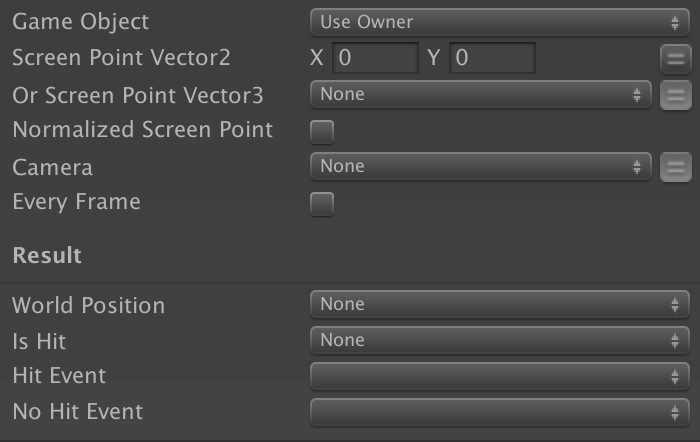 Game Object Use Owner
Screen Point Vector2 X 0 Y 0 =
Or Screen Point Vector3 None =
Normalized Screen Point
Camera None =
Every Frame
Result
World Position None
Is Hit None
Hit Event
No Hit Event